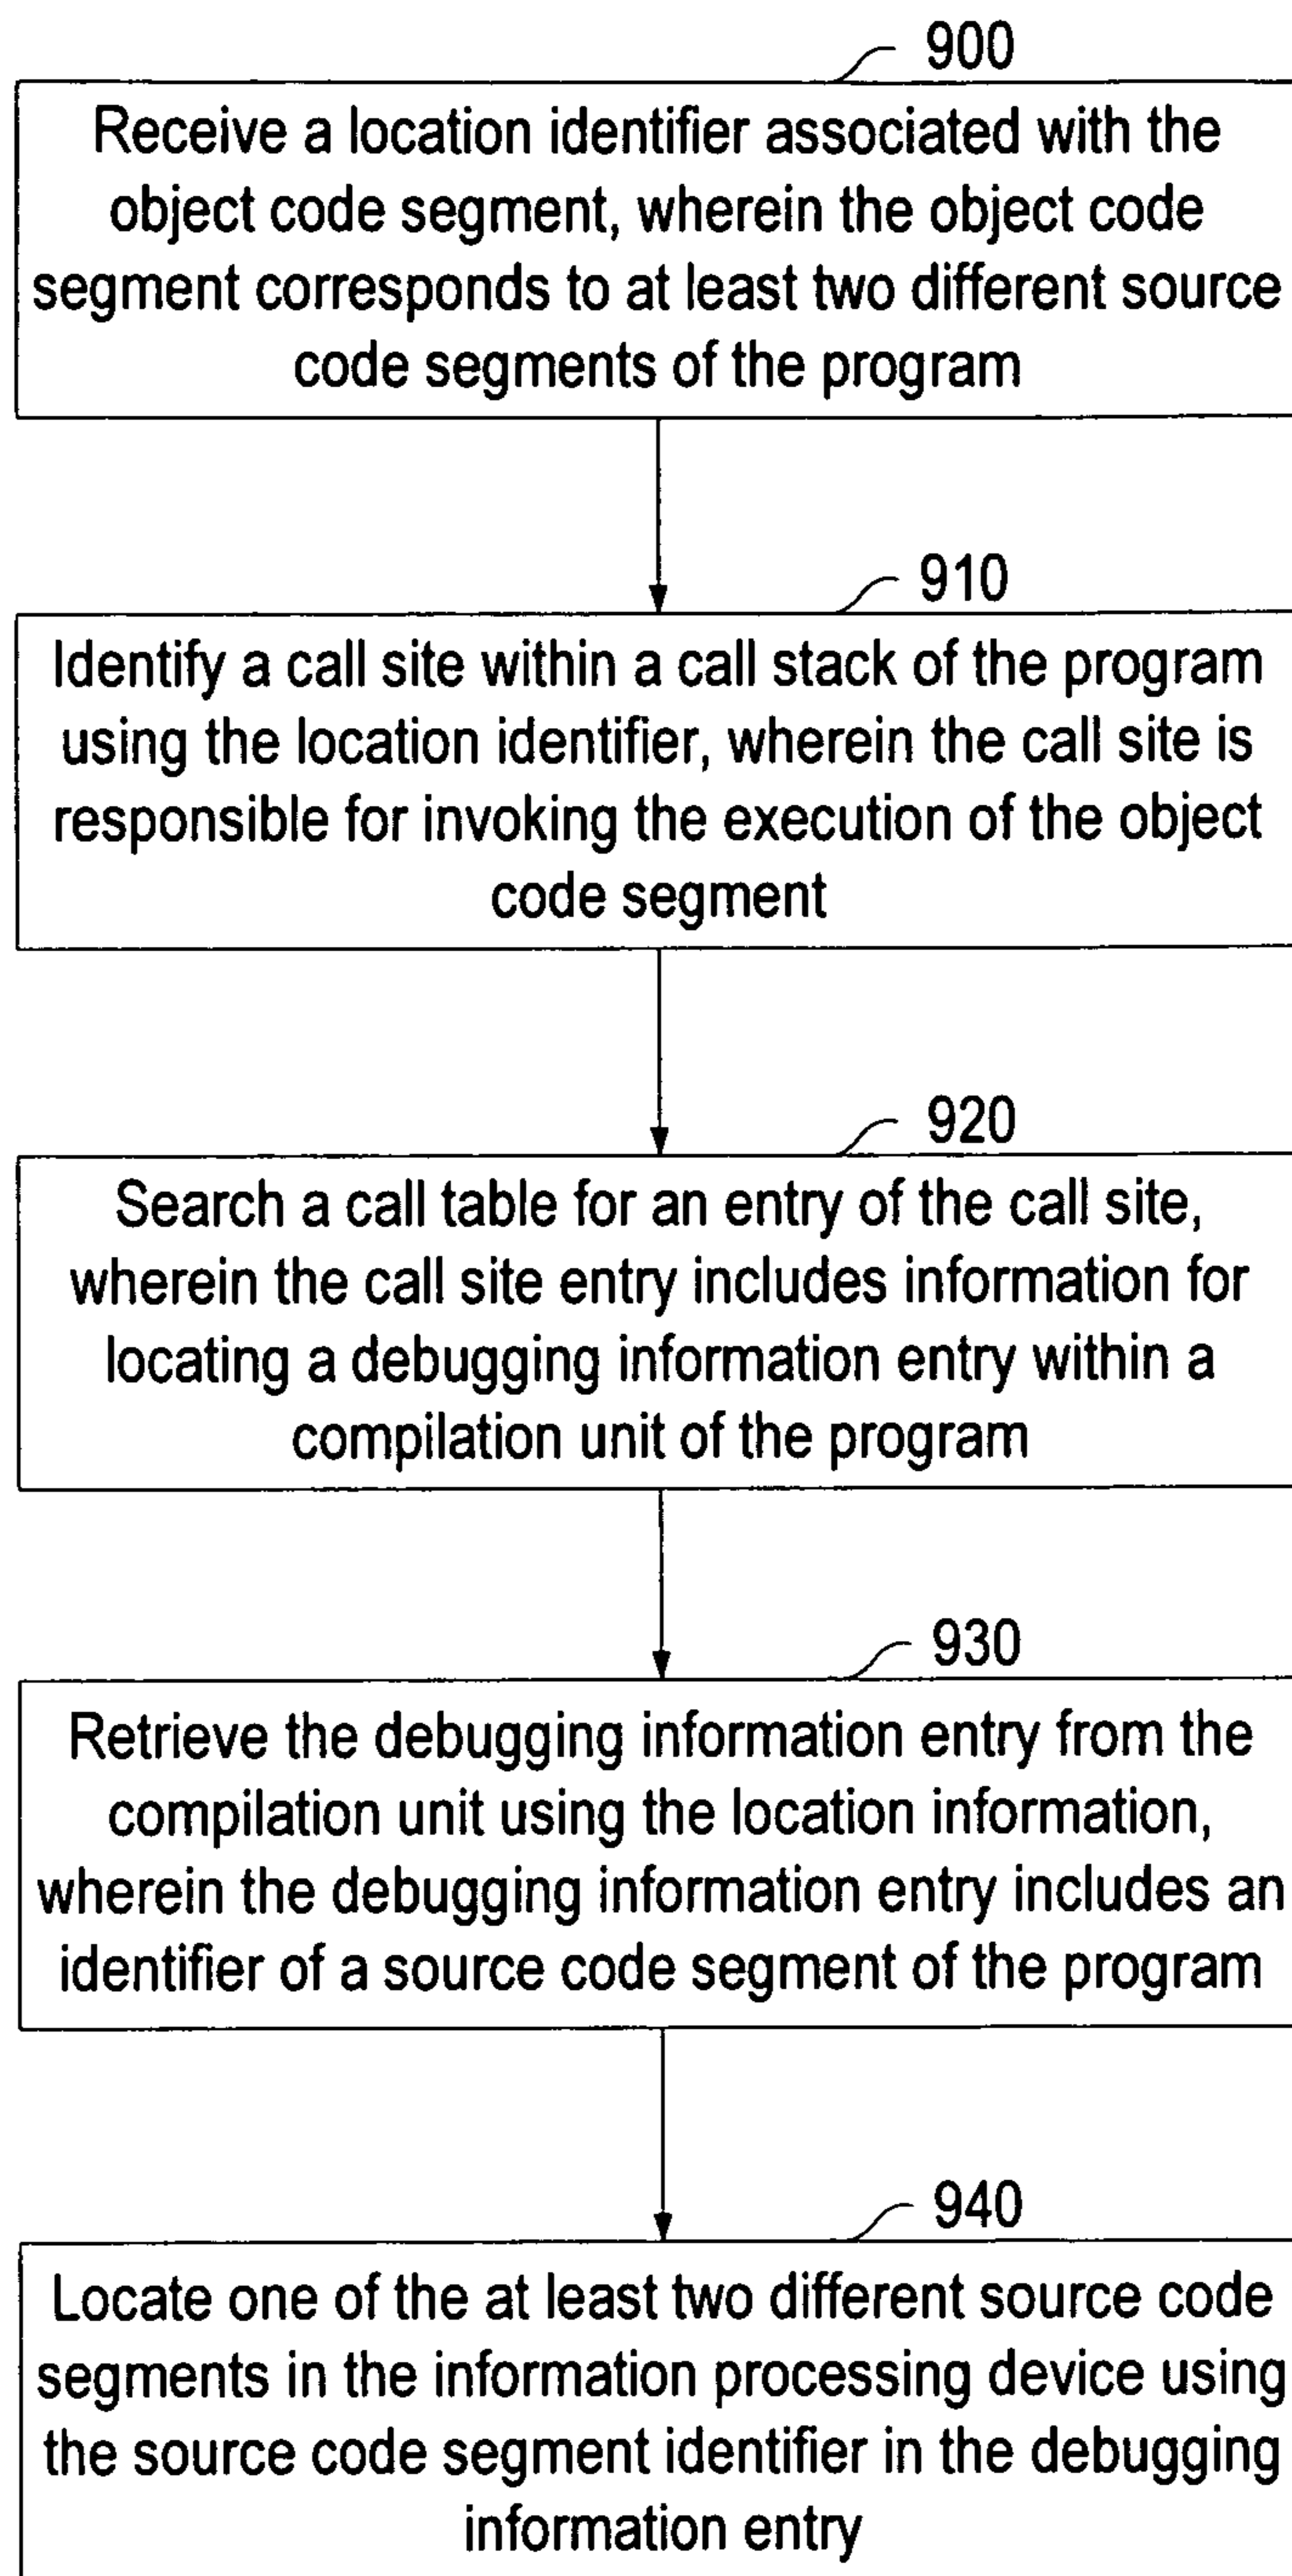 900
Receive a location identifier associated with the
object code segment, wherein the object code
segment corresponds to at least two different source
code segments of the program
910
Identify a call site within a call stack of the program
using the location identifier, wherein the call site is
responsible for invoking the execution of the object
code segment
920
Search a call table for an entry of the call site,
wherein the call site entry includes information for
locating a debugging information entry within a
compilation unit of the program
930
Retrieve the debugging information entry from the
compilation unit using the location information,
wherein the debugging information entry includes an
identifier of a source code segment of the program
940
Locate one of the at least two different source code
segments in the information processing device using
the source code segment identifier in the debugging
information entry